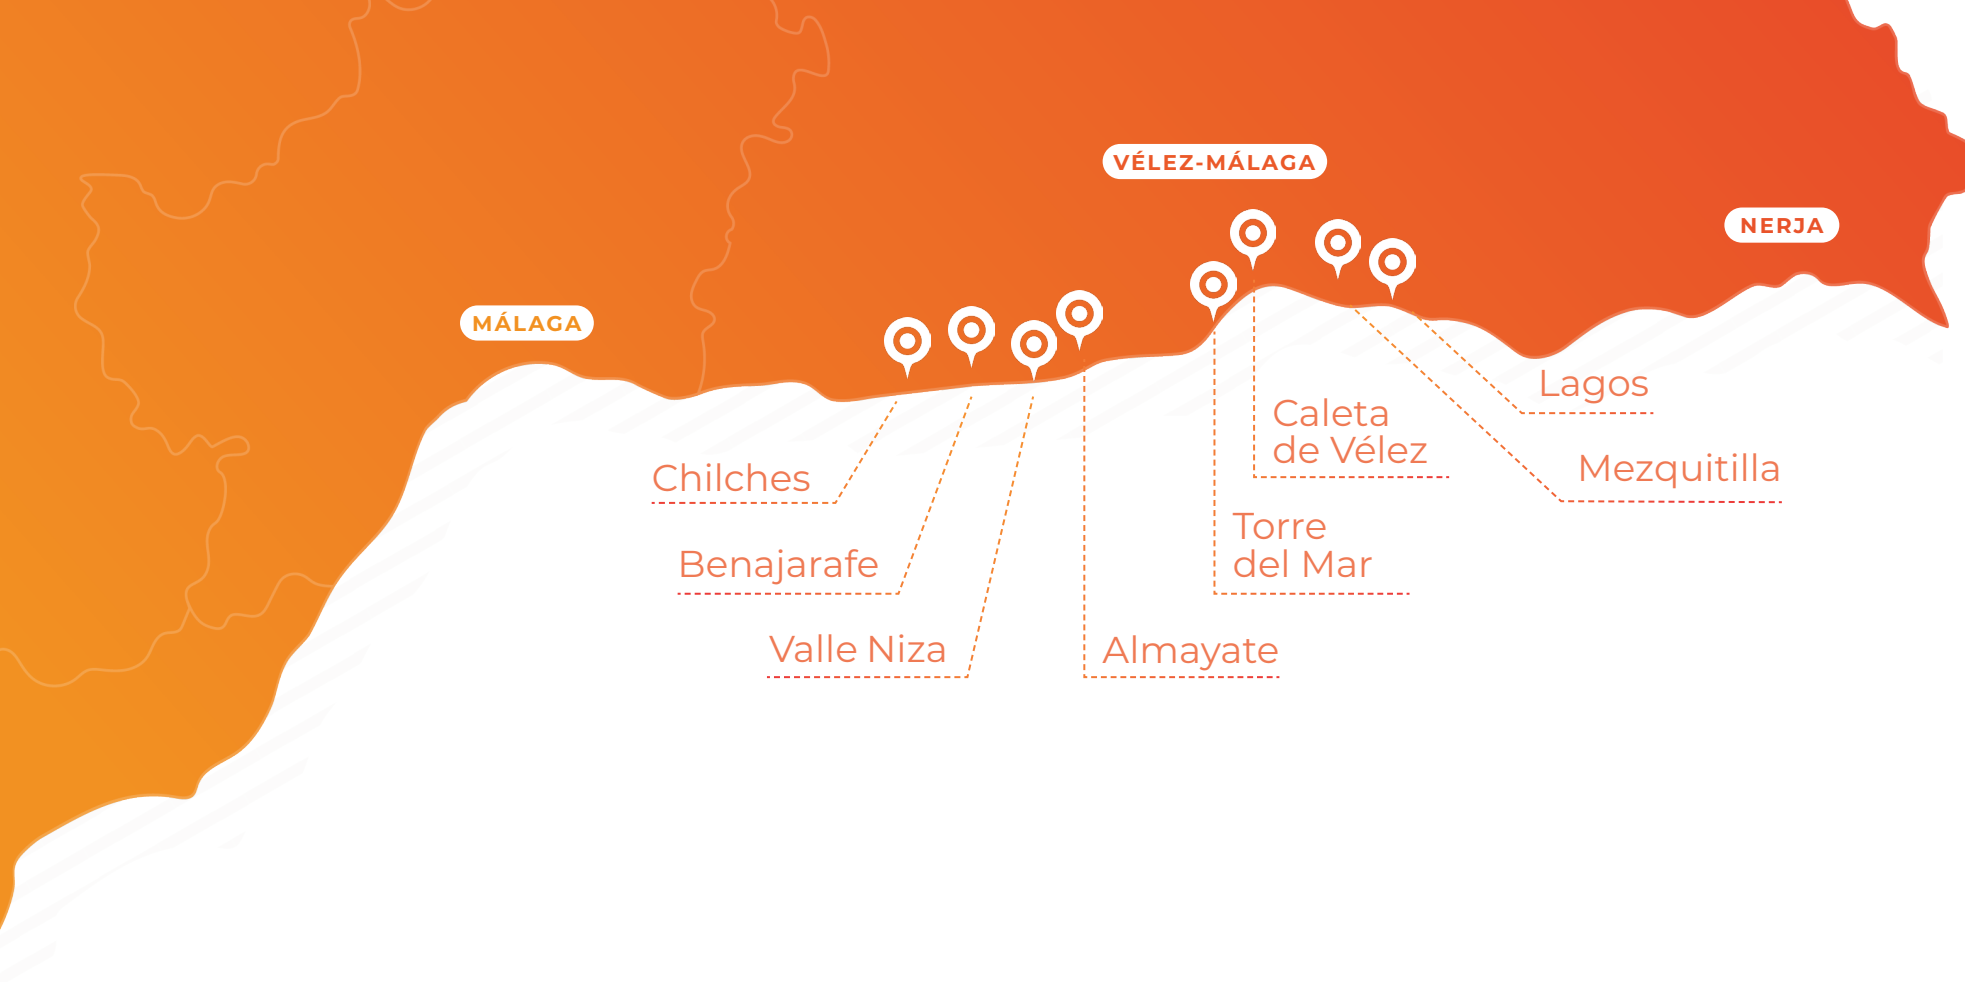 VÉLEZ-MÁLAGA
NERJA
MÁLAGA
Lagos
Caleta
de Vélez
Mezquitilla
Chilches
Torre
del Mar
Benajarafe
Valle Niza
Almayate